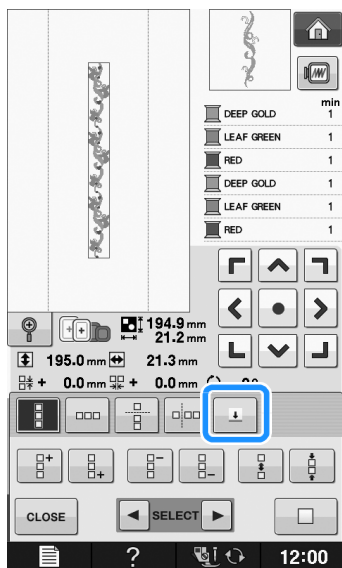 min
DEEP GOLD 1
LEAF GREEN 1
RED 1
DEEP GOLD 1
LEAF GREEN 1
RED 1
194.9 mm
21.2 mm
195.0 mm 21.3 mm
+ 0.0 mm + 0.0 mm
CLOSE SELECT
? 12:00